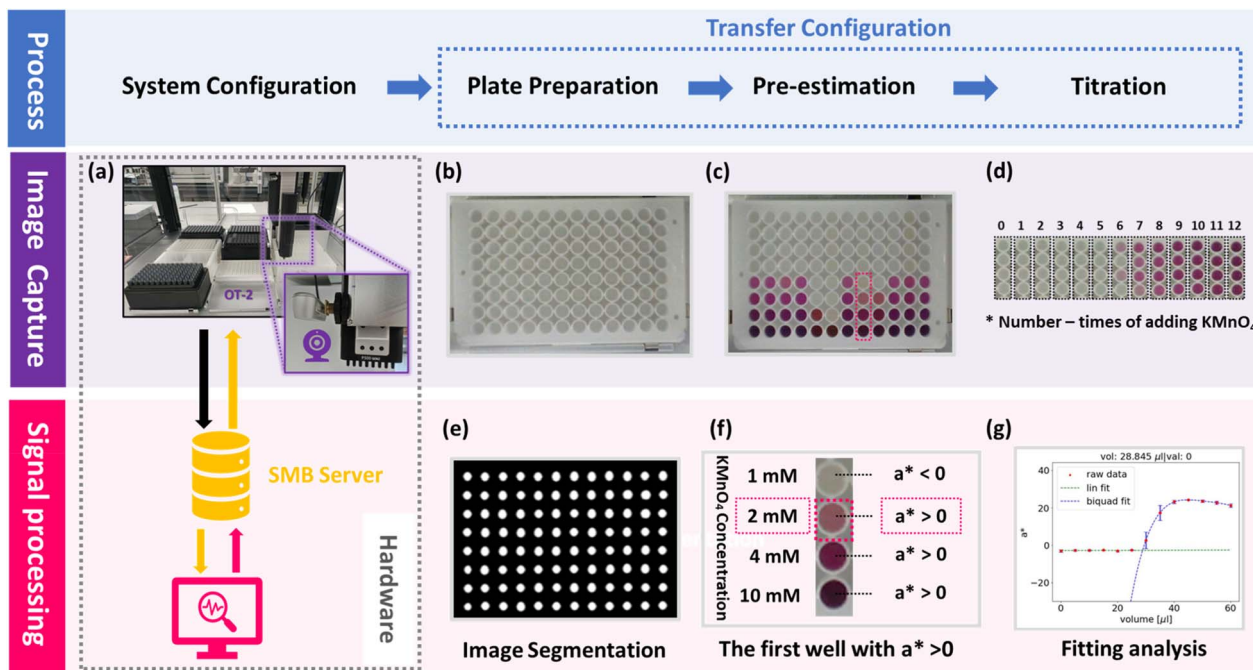 Process
Transfer Configuration
System Configuration
Plate Preparation
Pre-estimation
Titration
Image Capture
(a)
OT-2
(b)
(c)
(d)
0 1 2 3 4 5 6 7 8 9 10 11 12
* Number – times of adding KMnO₄
Signal processing
SMB Server
Hardware
(e)
Image Segmentation
(f)
KMnO₄ Concentration
1 mM a* < 0
2 mM a* > 0
4 mM a* > 0
10 mM a* > 0
The first well with a* >0
(g)
vol: 28.845 μl|val: 0
raw data
lin fit
biquad fit
a*
40
20
0
−20
0 20 40 60
volume [μl]
Fitting analysis